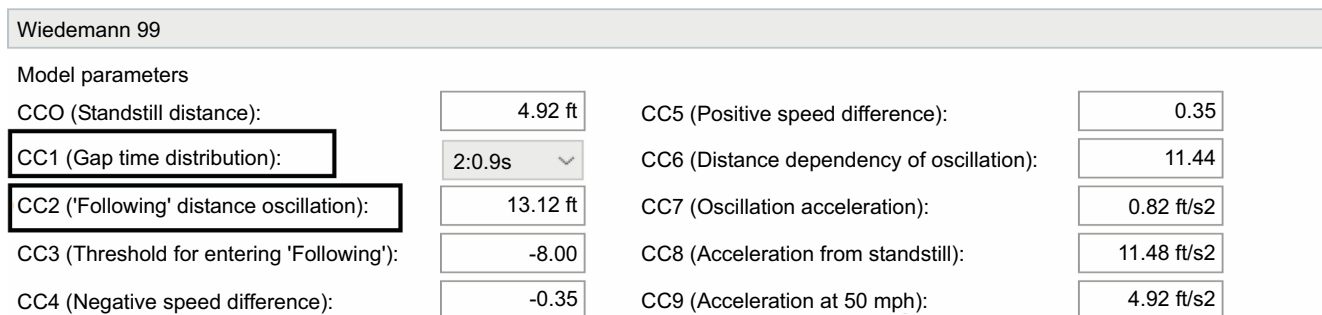 Wiedemann 99
Model parameters
CCO (Standstill distance): 4.92 ft CC5 (Positive speed difference): 0.35
CC1 (Gap time distribution): 2:0.9s CC6 (Distance dependency of oscillation): 11.44
CC2 ('Following' distance oscillation): 13.12 ft CC7 (Oscillation acceleration): 0.82 ft/s2
CC3 (Threshold for entering 'Following'): -8.00 CC8 (Acceleration from standstill): 11.48 ft/s2
CC4 (Negative speed difference): -0.35 CC9 (Acceleration at 50 mph): 4.92 ft/s2